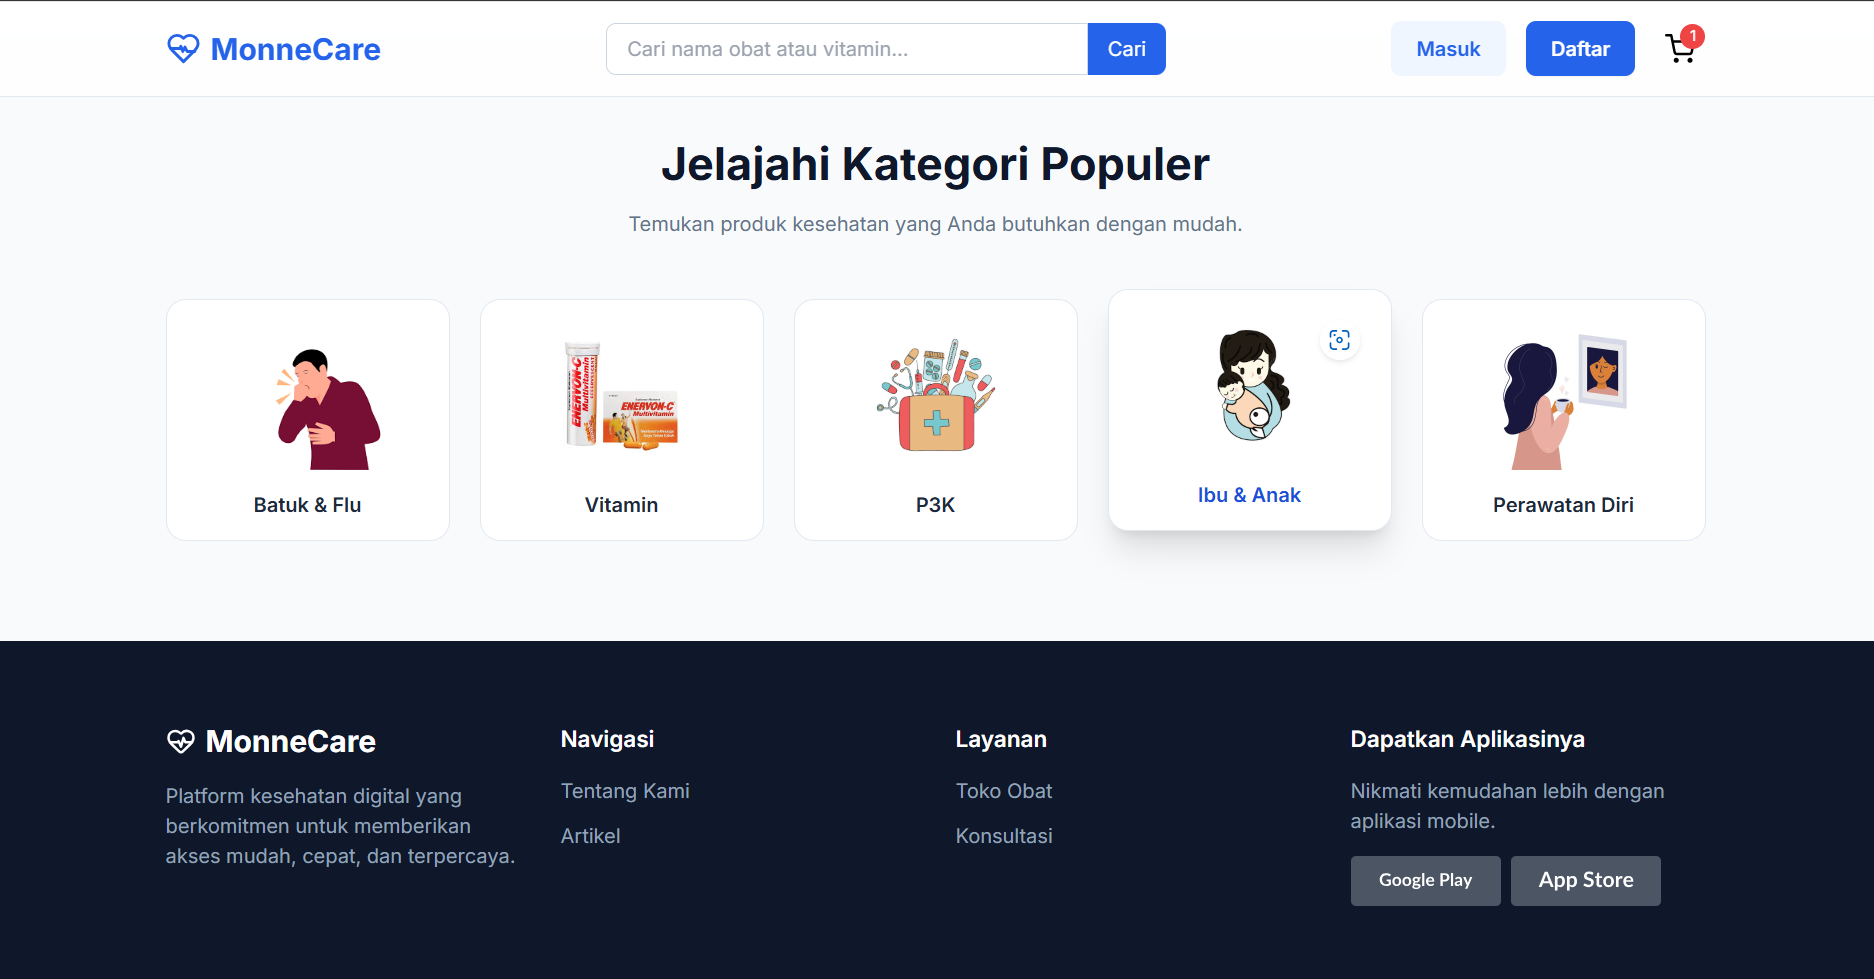 MonneCare
Cari nama obat atau vitamin...
Cari
Masuk
Daftar
1
Jelajahi Kategori Populer
Temukan produk kesehatan yang Anda butuhkan dengan mudah.
ENERVON-C
Multivitamin
ENERVON-C
Multivitamin
Batuk & Flu
Vitamin
P3K
Ibu & Anak
Perawatan Diri
MonneCare
Platform kesehatan digital yang
berkomitmen untuk memberikan
akses mudah, cepat, dan terpercaya.
Navigasi
Tentang Kami
Artikel
Layanan
Toko Obat
Konsultasi
Dapatkan Aplikasinya
Nikmati kemudahan lebih dengan
aplikasi mobile.
Google Play
App Store